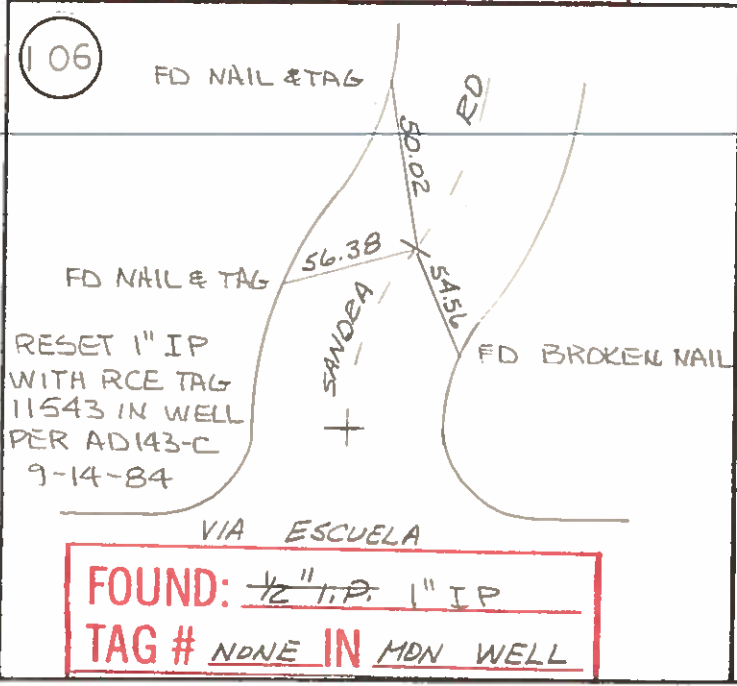 106
FD NAIL & TAG
RD
50.02
56.38
FD NAIL & TAG
54.56
SANDRA
FD BROKEN NAIL
RESET 1" IP
WITH RCE TAG
11543 IN WELL
PER AD143-C
9-14-84
VIA ESCUELA
FOUND: 1/2" I.P. 1" IP
TAG # NONE IN MON WELL